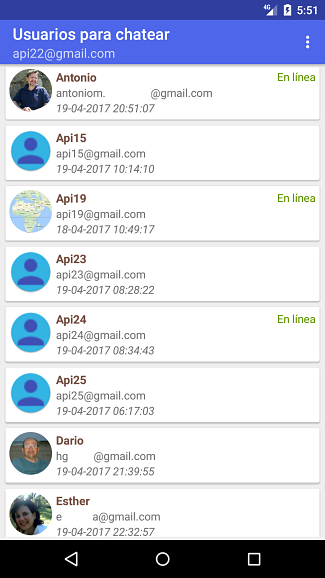 4G 5:51
Usuarios para chatear
api22@gmail.com
Antonio En línea
antoniom. @gmail.com
19-04-2017 20:51:07
Api15
api15@gmail.com
19-04-2017 10:14:10
Api19 En línea
api19@gmail.com
18-04-2017 10:49:17
Api23
api23@gmail.com
19-04-2017 08:28:22
Api24 En línea
api24@gmail.com
19-04-2017 08:34:43
Api25
api25@gmail.com
19-04-2017 06:17:03
Dario
hg @gmail.com
19-04-2017 21:39:55
Esther
e a@gmail.com
19-04-2017 22:32:57